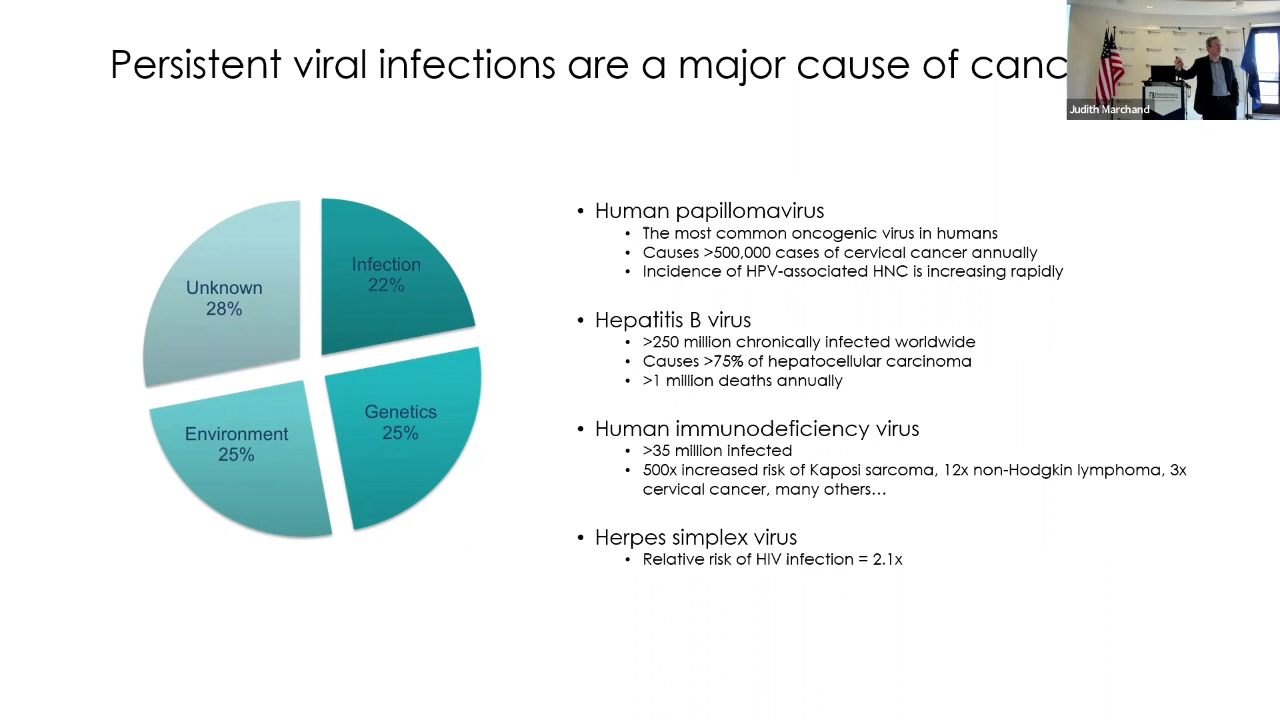 Persistent viral infections are a major cause of canc
Judith Marchand
Unknown
28%
Infection
22%
Environment
25%
Genetics
25%
• Human papillomavirus
• The most common oncogenic virus in humans
• Causes >500,000 cases of cervical cancer annually
• Incidence of HPV-associated HNC is increasing rapidly
• Hepatitis B virus
• >250 million chronically infected worldwide
• Causes >75% of hepatocellular carcinoma
• >1 million deaths annually
• Human immunodeficiency virus
• >35 million infected
• 500x increased risk of Kaposi sarcoma, 12x non-Hodgkin lymphoma, 3x
cervical cancer, many others…
• Herpes simplex virus
• Relative risk of HIV infection = 2.1x